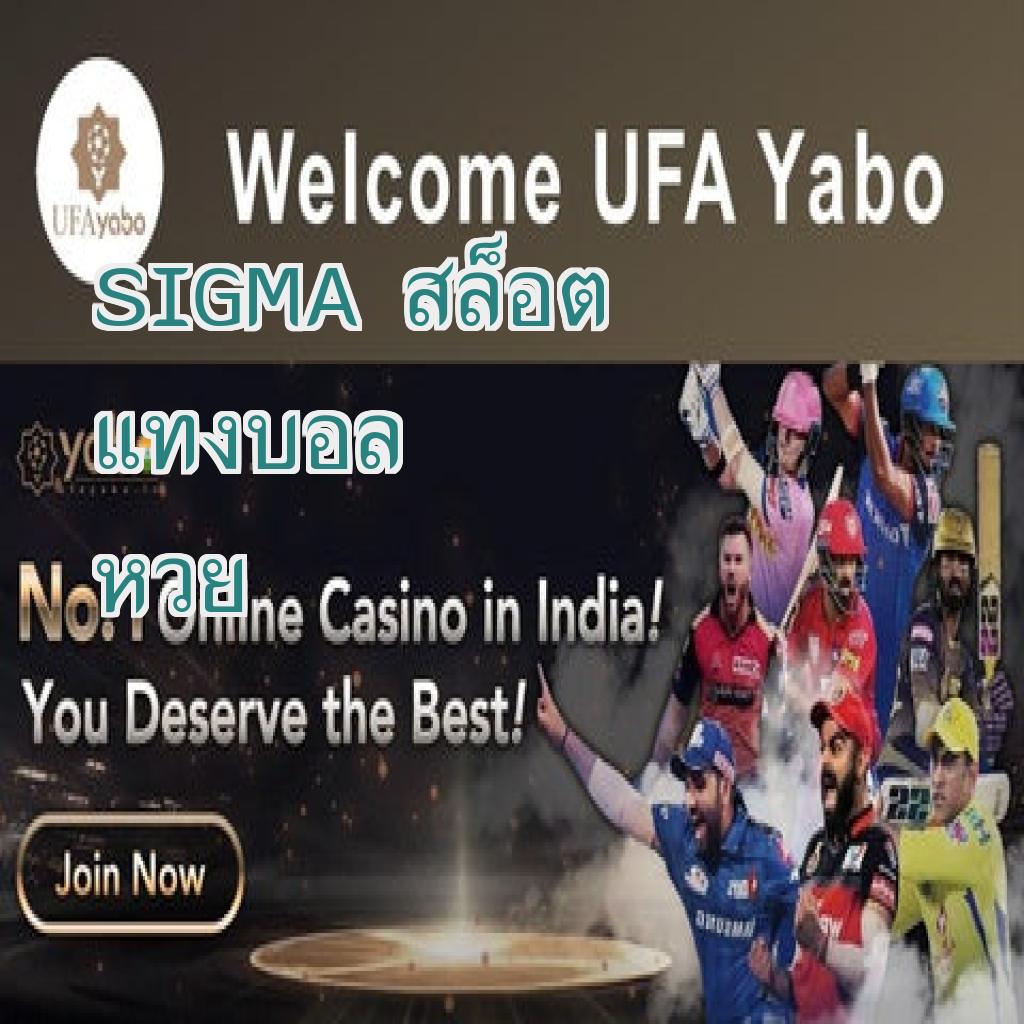 UFAyabo
Welcome UFA Yabo
SIGMA สล็อต
แทงบอล
หวย
No.1 Online Casino in India!
You Deserve the Best!
Join Now
22